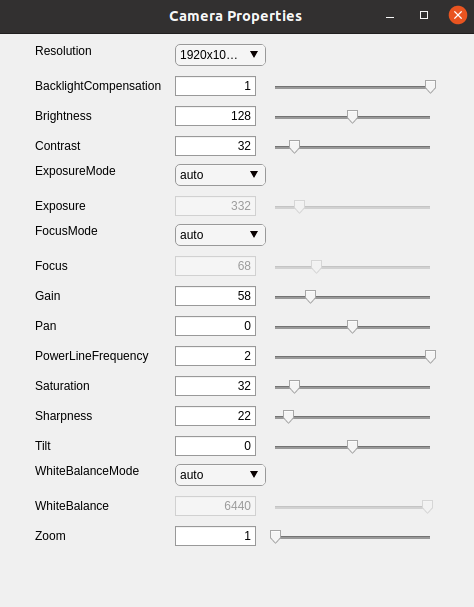 Camera Properties
Resolution 1920x10...
BacklightCompensation 1
Brightness 128
Contrast 32
ExposureMode auto
Exposure 332
FocusMode auto
Focus 68
Gain 58
Pan 0
PowerLineFrequency 2
Saturation 32
Sharpness 22
Tilt 0
WhiteBalanceMode auto
WhiteBalance 6440
Zoom 1